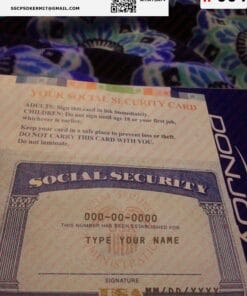 SSCPSDKERMIT@GMAIL.COM
YOUR SOCIAL SECURITY CARD
ADULTS: Sign this card in ink immediately.
CHILDREN: Do not sign until age 18 or your first job,
whichever is earlier.
Keep your card in a safe place to prevent loss or theft.
DO NOT CARRY THIS CARD WITH YOU.
Do not laminate.
SOCIAL SECURITY
000-00-0000
THIS NUMBER HAS BEEN ESTABLISHED FOR
TYPE YOUR NAME
SIGNATURE
MM/DD/YYYY
USA
DONJOY